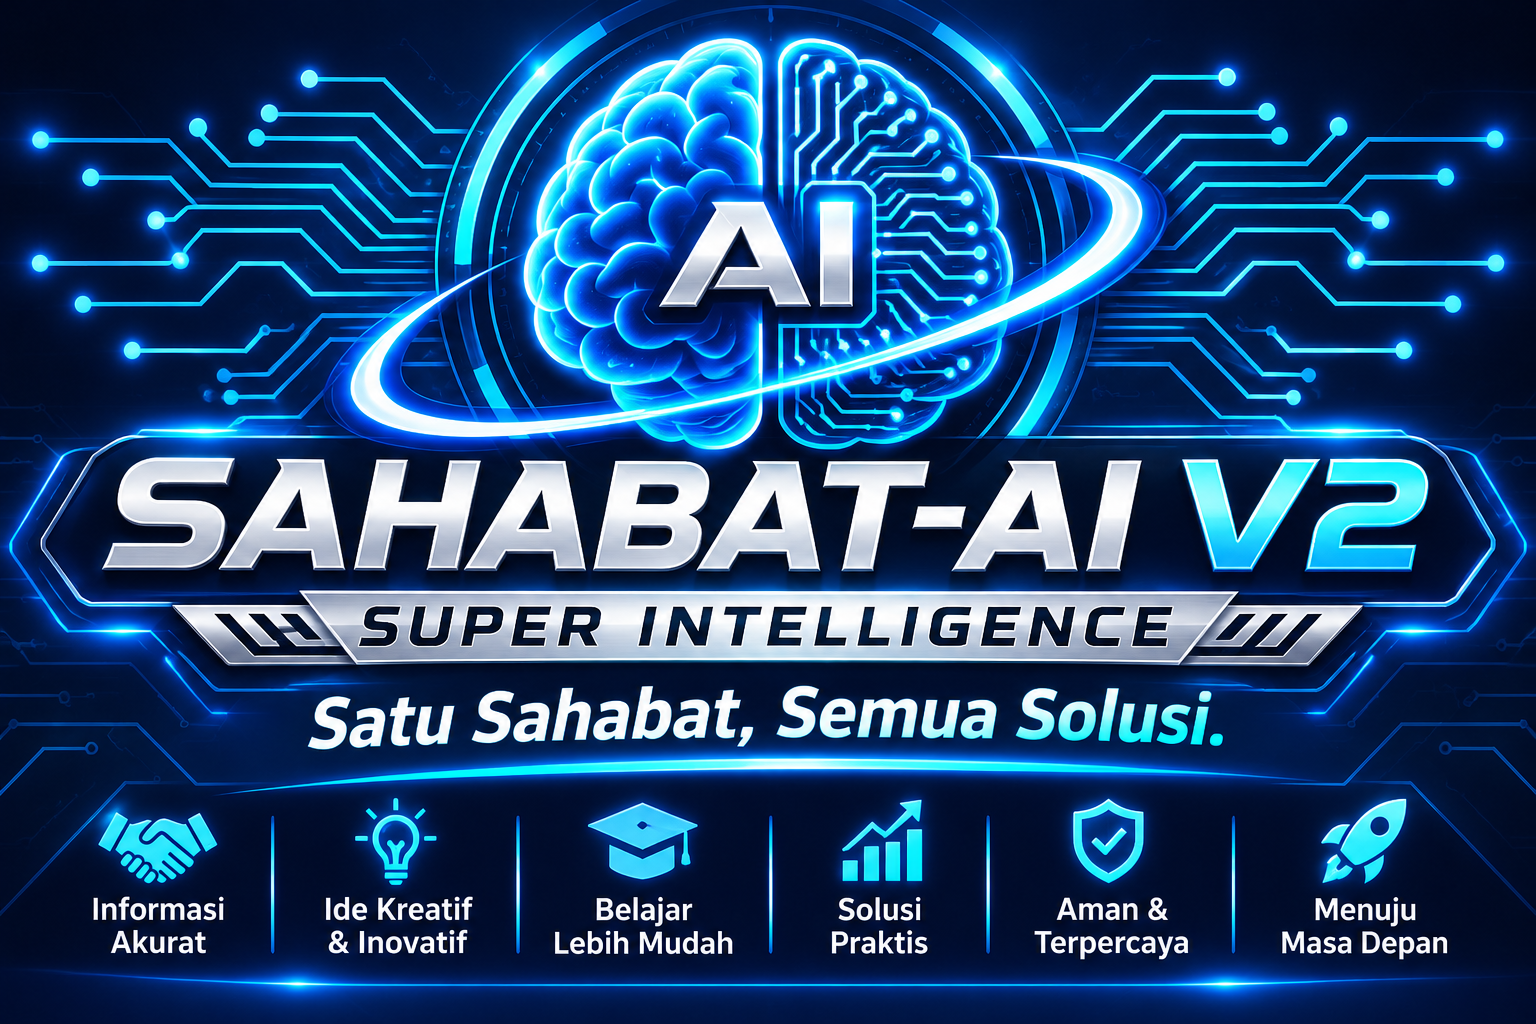 AI
SAHABAT-AI V2
SUPER INTELLIGENCE
Satu Sahabat, Semua Solusi.
Informasi
Akurat
Ide Kreatif
& Inovatif
Belajar
Lebih Mudah
Solusi
Praktis
Aman &
Terpercaya
Menuju
Masa Depan